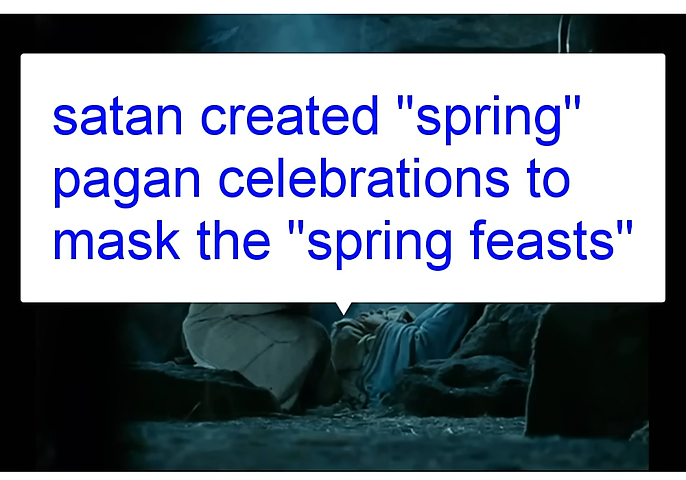 satan created "spring"
pagan celebrations to
mask the "spring feasts"